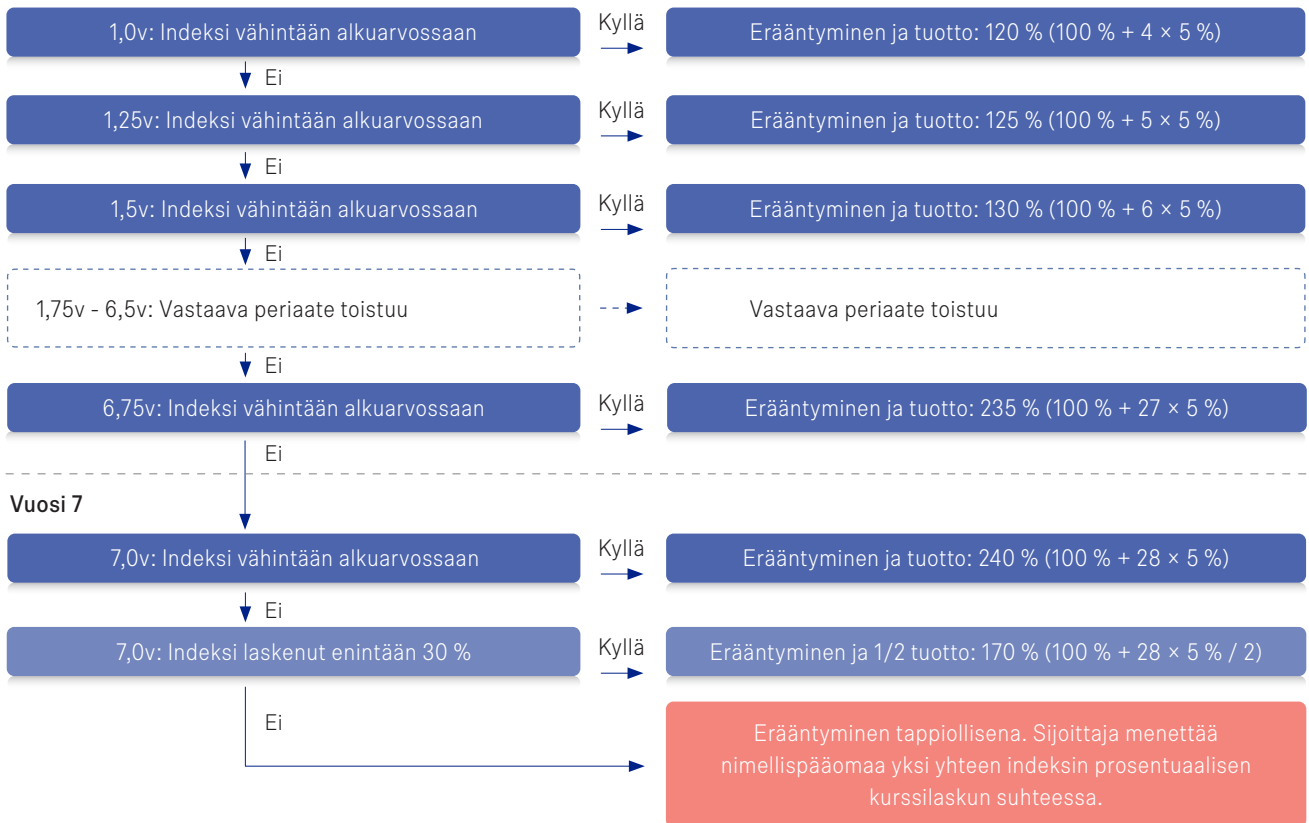 1,0v: Indeksi vähintään alkuarvossaan
Kyllä
Erääntyminen ja tuotto: 120 % (100 % + 4 × 5 %)
Ei
1,25v: Indeksi vähintään alkuarvossaan
Kyllä
Erääntyminen ja tuotto: 125 % (100 % + 5 × 5 %)
Ei
1,5v: Indeksi vähintään alkuarvossaan
Kyllä
Erääntyminen ja tuotto: 130 % (100 % + 6 × 5 %)
Ei
1,75v - 6,5v: Vastaava periaate toistuu
Vastaava periaate toistuu
Ei
6,75v: Indeksi vähintään alkuarvossaan
Kyllä
Erääntyminen ja tuotto: 235 % (100 % + 27 × 5 %)
Ei
Vuosi 7
7,0v: Indeksi vähintään alkuarvossaan
Kyllä
Erääntyminen ja tuotto: 240 % (100 % + 28 × 5 %)
Ei
7,0v: Indeksi laskenut enintään 30 %
Kyllä
Erääntyminen ja 1/2 tuotto: 170 % (100 % + 28 × 5 % / 2)
Ei
Erääntyminen tappiollisena. Sijoittaja menettää
nimellispääomaa yksi yhteen indeksin prosentuaalisen
kurssilaskun suhteessa.